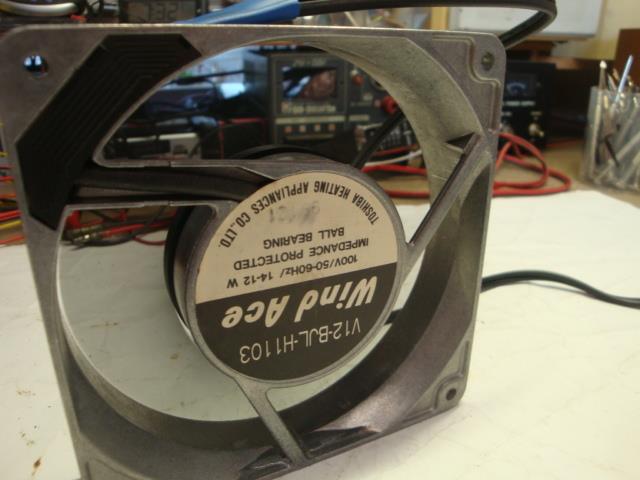 V12-BJL-H1103
Wind Ace
100V/50-60Hz/ 14-12 W
IMPEDANCE PROTECTED
BALL BEARING
TOSHIBA HEATING APPLIANCES CO.,LTD.